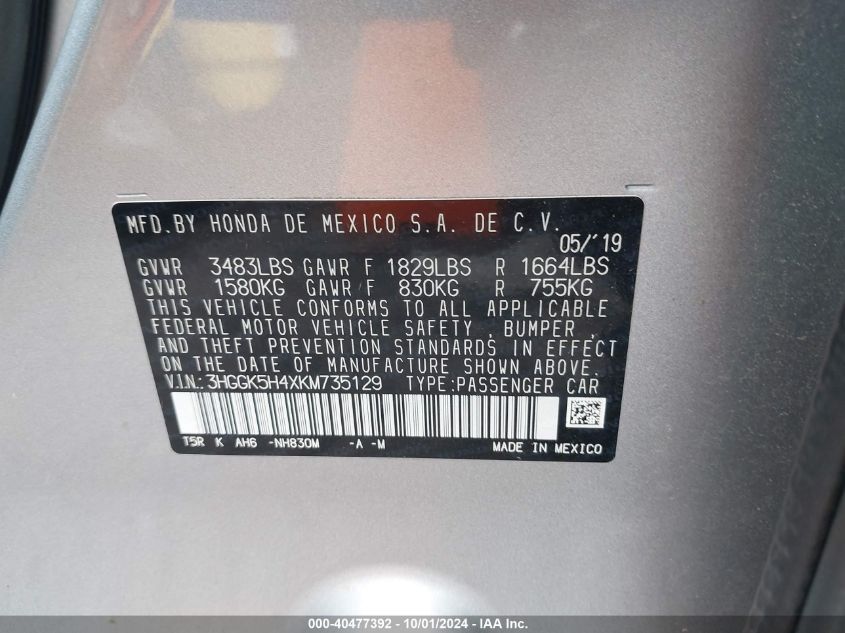 MFD.BY HONDA DE MEXICO S.A. DE C.V.
05/'19
GVWR 3483LBS GAWR F 1829LBS R 1664LBS
GVWR 1580KG GAWR F 830KG R 755KG
THIS VEHICLE CONFORMS TO ALL APPLICABLE
FEDERAL MOTOR VEHICLE SAFETY, BUMPER,
AND THEFT PREVENTION STANDARDS IN EFFECT
ON THE DATE OF MANUFACTURE SHOWN ABOVE.
V.I.N.: 3HGGK5H4XKM735129 TYPE:PASSENGER CAR
T5R K AH6 -NH830M -A -M MADE IN MEXICO
000-40477392 - 10/01/2024 - IAA Inc.